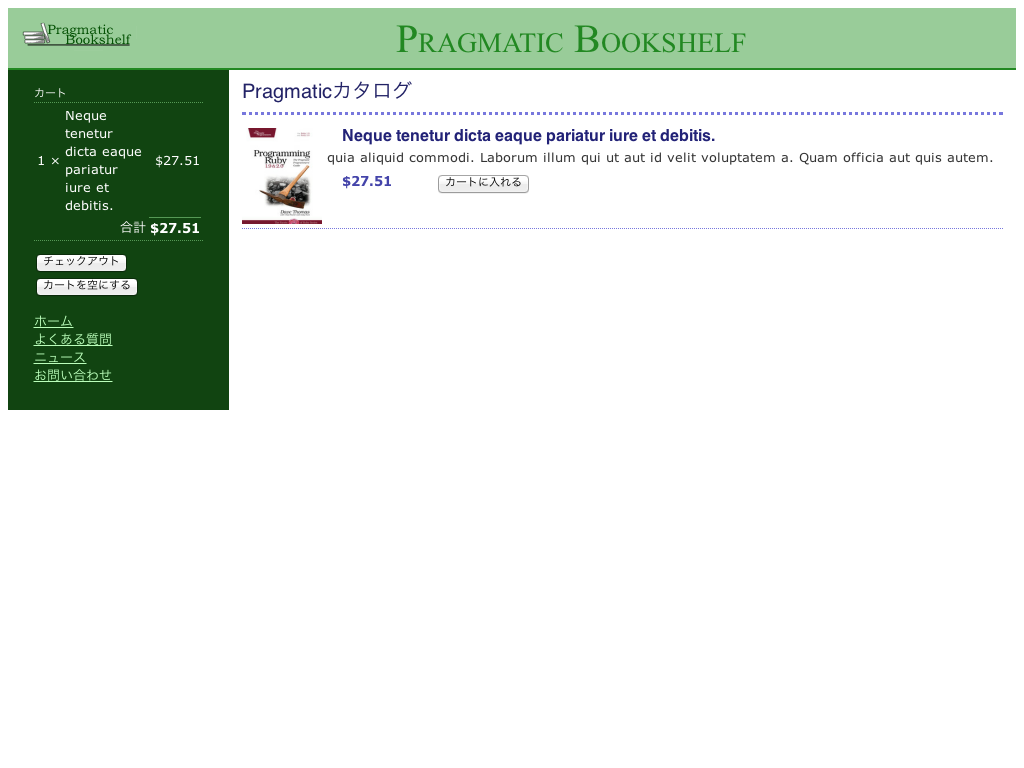 Pragmatic
Bookshelf
PRAGMATIC BOOKSHELF
カート
1 × Neque tenetur dicta eaque pariatur iure et debitis. $27.51
合計 $27.51
チェックアウト
カートを空にする
ホーム
よくある質問
ニュース
お問い合わせ
Pragmaticカタログ
Programming
Ruby
Dave Thomas
Neque tenetur dicta eaque pariatur iure et debitis.
quia aliquid commodi. Laborum illum qui ut aut id velit voluptatem a. Quam officia aut quis autem.
$27.51 カートに入れる